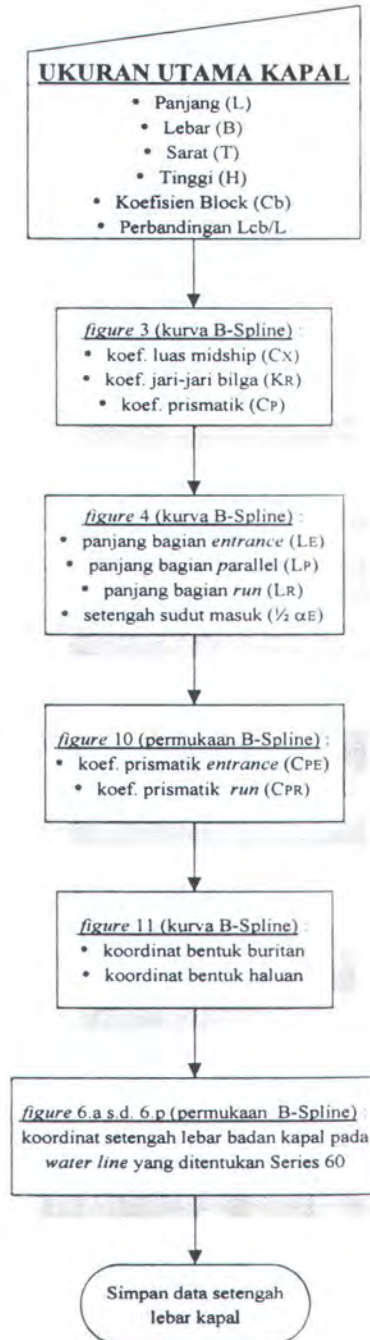 UKURAN UTAMA KAPAL
• Panjang (L)
• Lebar (B)
• Sarat (T)
• Tinggi (H)
• Koefisien Block (Cb)
• Perbandingan Lcb/L
figure 3 (kurva B-Spline) :
• koef. luas midship (CX)
• koef. jari-jari bilga (KR)
• koef. prismatik (CP)
figure 4 (kurva B-Spline) :
• panjang bagian entrance (LE)
• panjang bagian parallel (LP)
• panjang bagian run (LR)
• setengah sudut masuk (½ αE)
figure 10 (permukaan B-Spline) :
• koef. prismatik entrance (CPE)
• koef. prismatik run (CPR)
figure 11 (kurva B-Spline) :
• koordinat bentuk buritan
• koordinat bentuk haluan
figure 6.a s.d. 6.p (permukaan B-Spline) :
koordinat setengah lebar badan kapal pada
water line yang ditentukan Series 60
Simpan data setengah
lebar kapal